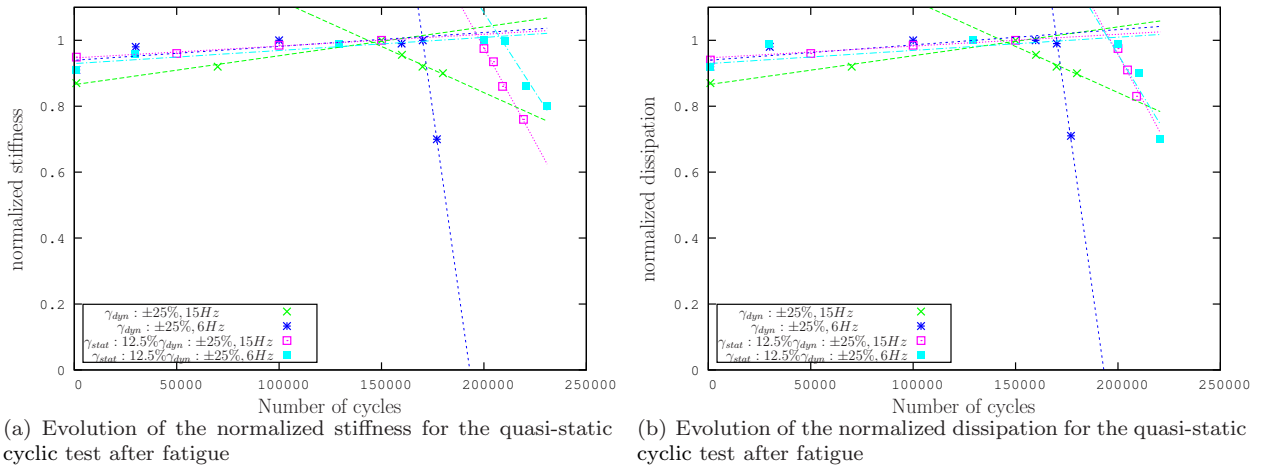 1
0.8
0.6
0.4
0.2
0
normalized stiffness
γdyn : ±25%, 15Hz
γdyn : ±25%, 6Hz
γstat : 12.5%γdyn : ±25%, 15Hz
γstat : 12.5%γdyn : ±25%, 6Hz
0 50000 100000 150000 200000 250000
Number of cycles
(a) Evolution of the normalized stiffness for the quasi-static
cyclic test after fatigue
1
0.8
0.6
0.4
0.2
0
normalized dissipation
γdyn : ±25%, 15Hz
γdyn : ±25%, 6Hz
γstat : 12.5%γdyn : ±25%, 15Hz
γstat : 12.5%γdyn : ±25%, 6Hz
0 50000 100000 150000 200000 250000
Number of cycles
(b) Evolution of the normalized dissipation for the quasi-static
cyclic test after fatigue